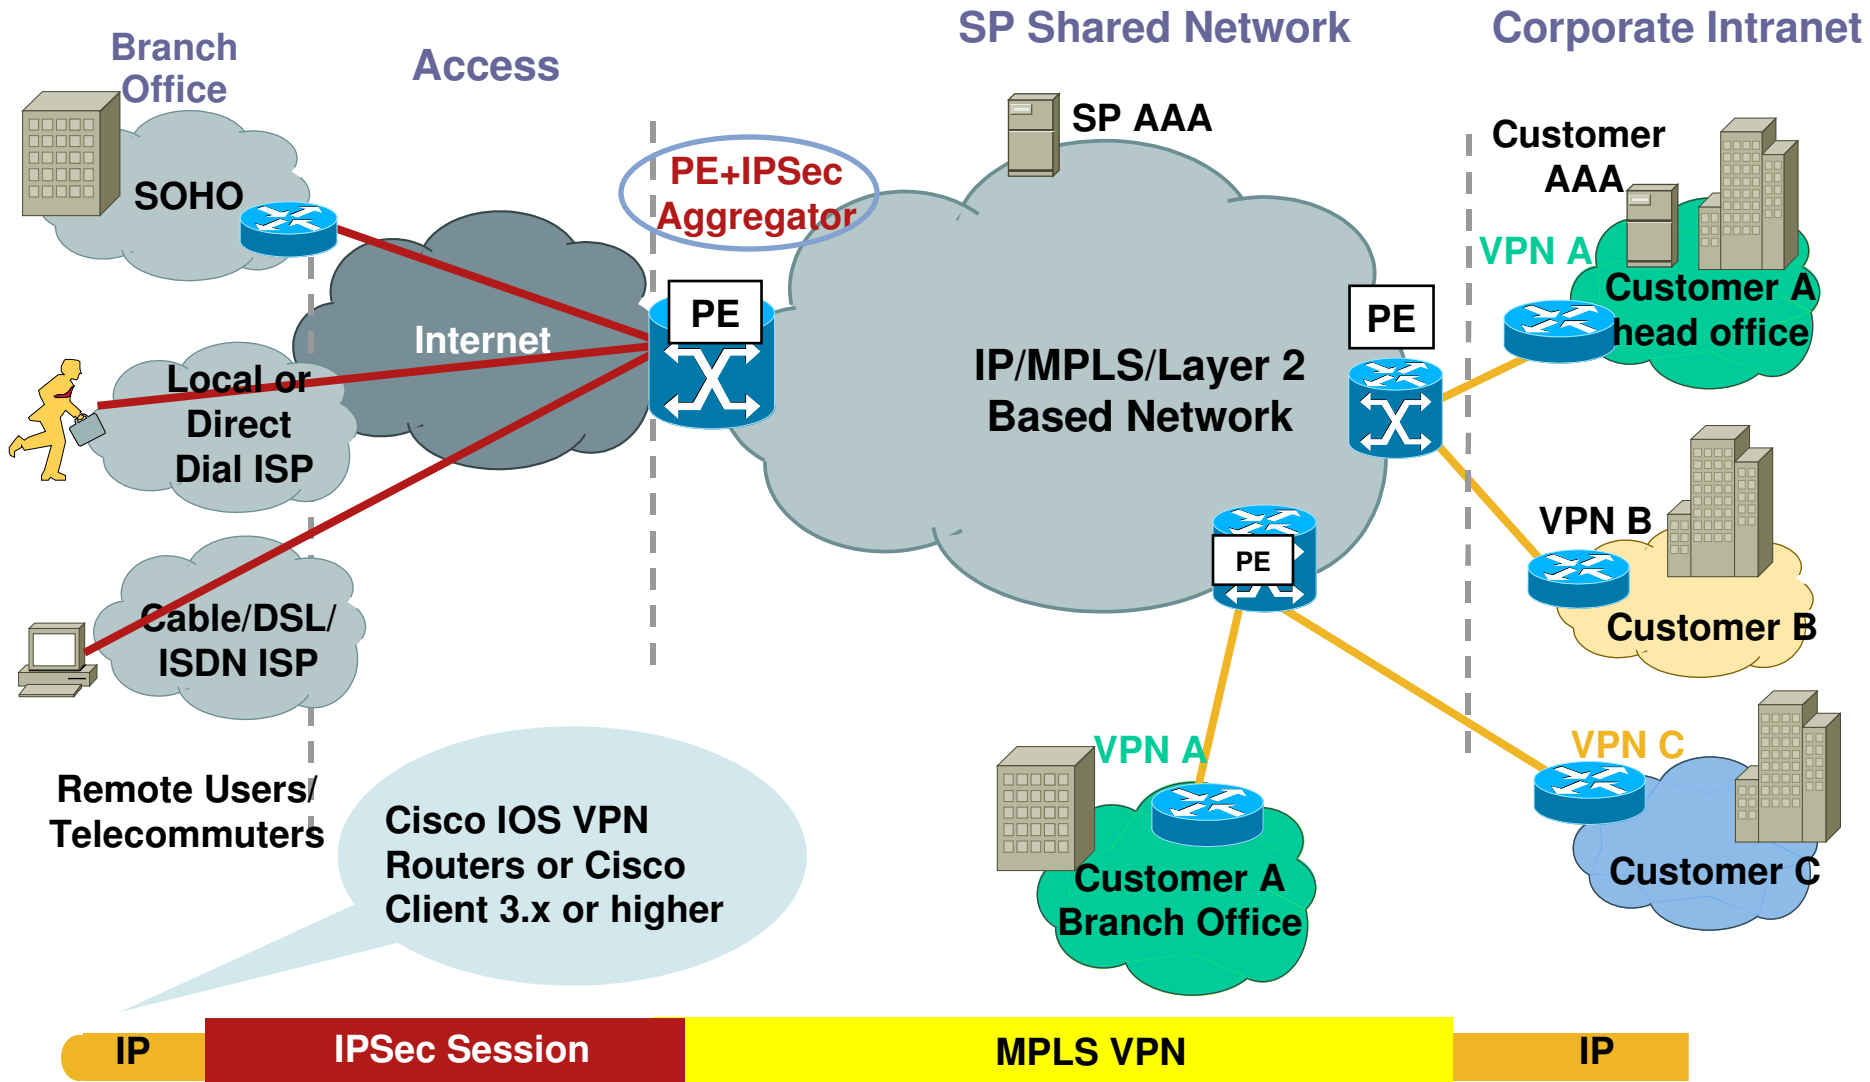 Branch
Office
Access
SP Shared Network
Corporate Intranet
SP AAA
Customer
AAA
PE+IPSec
Aggregator
SOHO
VPN A
Customer A
head office
PE
PE
Internet
IP/MPLS/Layer 2
Based Network
Local or
Direct
Dial ISP
VPN B
PE
Customer B
Cable/DSL/
ISDN ISP
VPN A
VPN C
Remote Users/
Telecommuters
Cisco IOS VPN
Routers or Cisco
Client 3.x or higher
Customer A
Branch Office
Customer C
IP
IPSec Session
MPLS VPN
IP